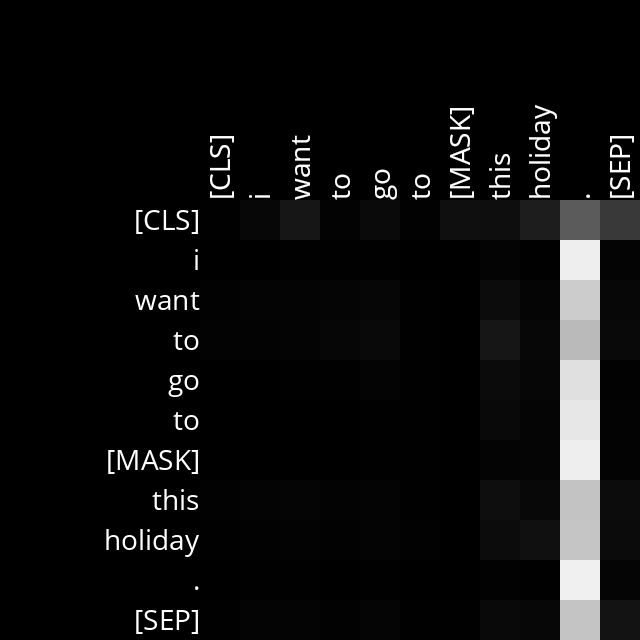 [CLS] i want to go to [MASK] this holiday . [SEP]
[CLS]
i
want
to
go
to
[MASK]
this
holiday
.
[SEP]